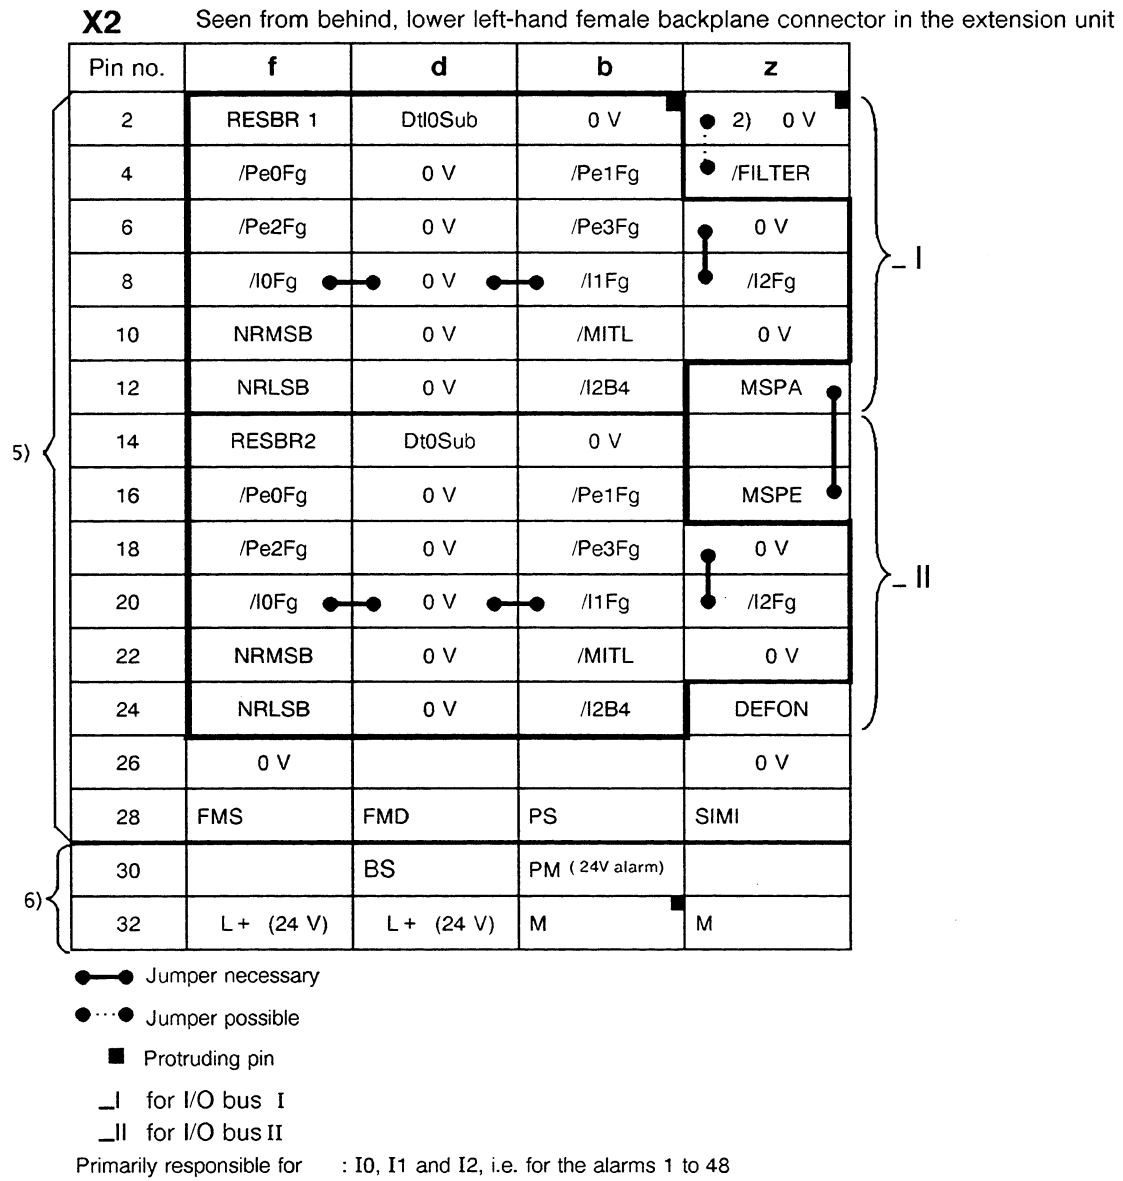 X2 Seen from behind, lower left-hand female backplane connector in the extension unit
Pin no. f d b z
2 RESBR 1 DtI0Sub 0 V 2) 0 V
4 /Pe0Fg 0 V /Pe1Fg /FILTER
6 /Pe2Fg 0 V /Pe3Fg 0 V
8 /I0Fg 0 V /I1Fg /I2Fg
_ I
10 NRMSB 0 V /MITL 0 V
12 NRLSB 0 V /I2B4 MSPA
14 RESBR2 Dt0Sub 0 V
5)
16 /Pe0Fg 0 V /Pe1Fg MSPE
18 /Pe2Fg 0 V /Pe3Fg 0 V
_ II
20 /I0Fg 0 V /I1Fg /I2Fg
22 NRMSB 0 V /MITL 0 V
24 NRLSB 0 V /I2B4 DEFON
26 0 V 0 V
28 FMS FMD PS SIMI
30 BS PM (24V alarm)
6)
32 L+ (24 V) L+ (24 V) M M
Jumper necessary
Jumper possible
Protruding pin
_I for I/O bus I
_II for I/O bus II
Primarily responsible for : I0, I1 and I2, i.e. for the alarms 1 to 48